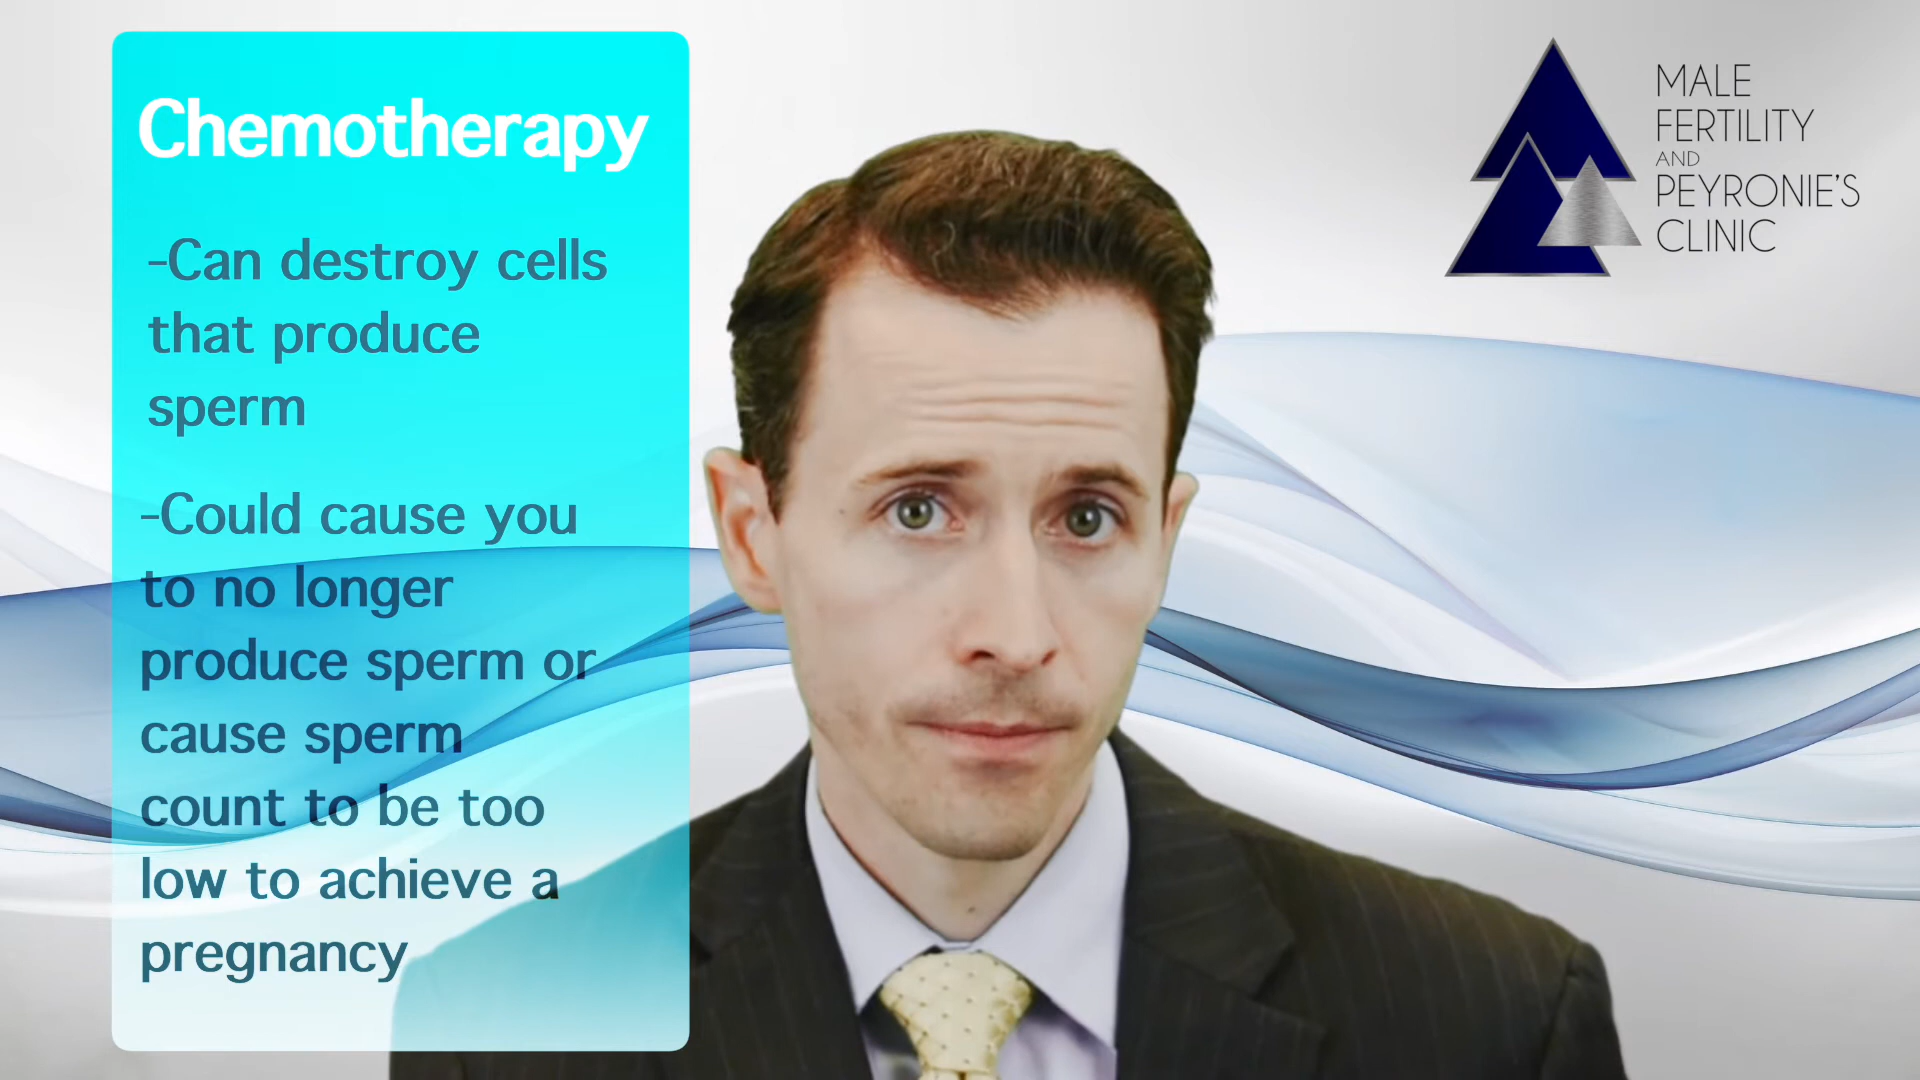 Chemotherapy
-Can destroy cells
that produce
sperm
-Could cause you
to no longer
produce sperm or
cause sperm
count to be too
low to achieve a
pregnancy
MALE
FERTILITY
AND
PEYRONIE'S
CLINIC